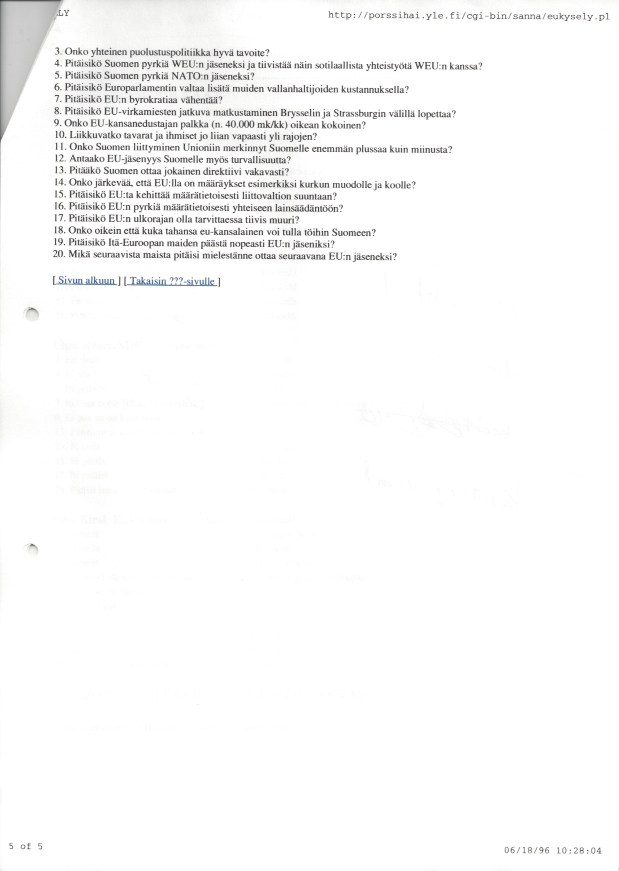 LY
http://porssihai.yle.fi/cgi-bin/sanna/eukysely.pl
3. Onko yhteinen puolustuspolitiikka hyvä tavoite?
4. Pitäisikö Suomen pyrkiä WEU:n jäseneksi ja tiivistää näin sotilaallista yhteistyötä WEU:n kanssa?
5. Pitäisikö Suomen pyrkiä NATO:n jäseneksi?
6. Pitäisikö Europarlamentin valtaa lisätä muiden vallanhaltijoiden kustannuksella?
7. Pitäisikö EU:n byrokratiaa vähentää?
8. Pitäisikö EU-virkamiesten jatkuva matkustaminen Brysselin ja Strassburgin välillä lopettaa?
9. Onko EU-kansanedustajan palkka (n. 40.000 mk/kk) oikean kokoinen?
10. Liikkuvatko tavarat ja ihmiset jo liian vapaasti yli rajojen?
11. Onko Suomen liittyminen Unioniin merkinnyt Suomelle enemmän plussaa kuin miinusta?
12. Antaako EU-jäsenyys Suomelle myös turvallisuutta?
13. Pitääkö Suomen ottaa jokainen direktiivi vakavasti?
14. Onko järkevää, että EU:lla on määräykset esimerkiksi kurkun muodolle ja koolle?
15. Pitäisikö EU:ta kehittää määrätietoisesti liittovaltion suuntaan?
16. Pitäisikö EU:n pyrkiä määrätietoisesti yhteiseen lainsäädäntöön?
17. Pitäisikö EU:n ulkorajan olla tarvittaessa tiivis muuri?
18. Onko oikein että kuka tahansa eu-kansalainen voi tulla töihin Suomeen?
19. Pitäisikö Itä-Euroopan maiden päästä nopeasti EU:n jäseniksi?
20. Mikä seuraavista maista pitäisi mielestänne ottaa seuraavana EU:n jäseneksi?
[ Sivun alkuun ] [ Takaisin ???-sivulle ]
5 of 5
06/18/96 10:28:04